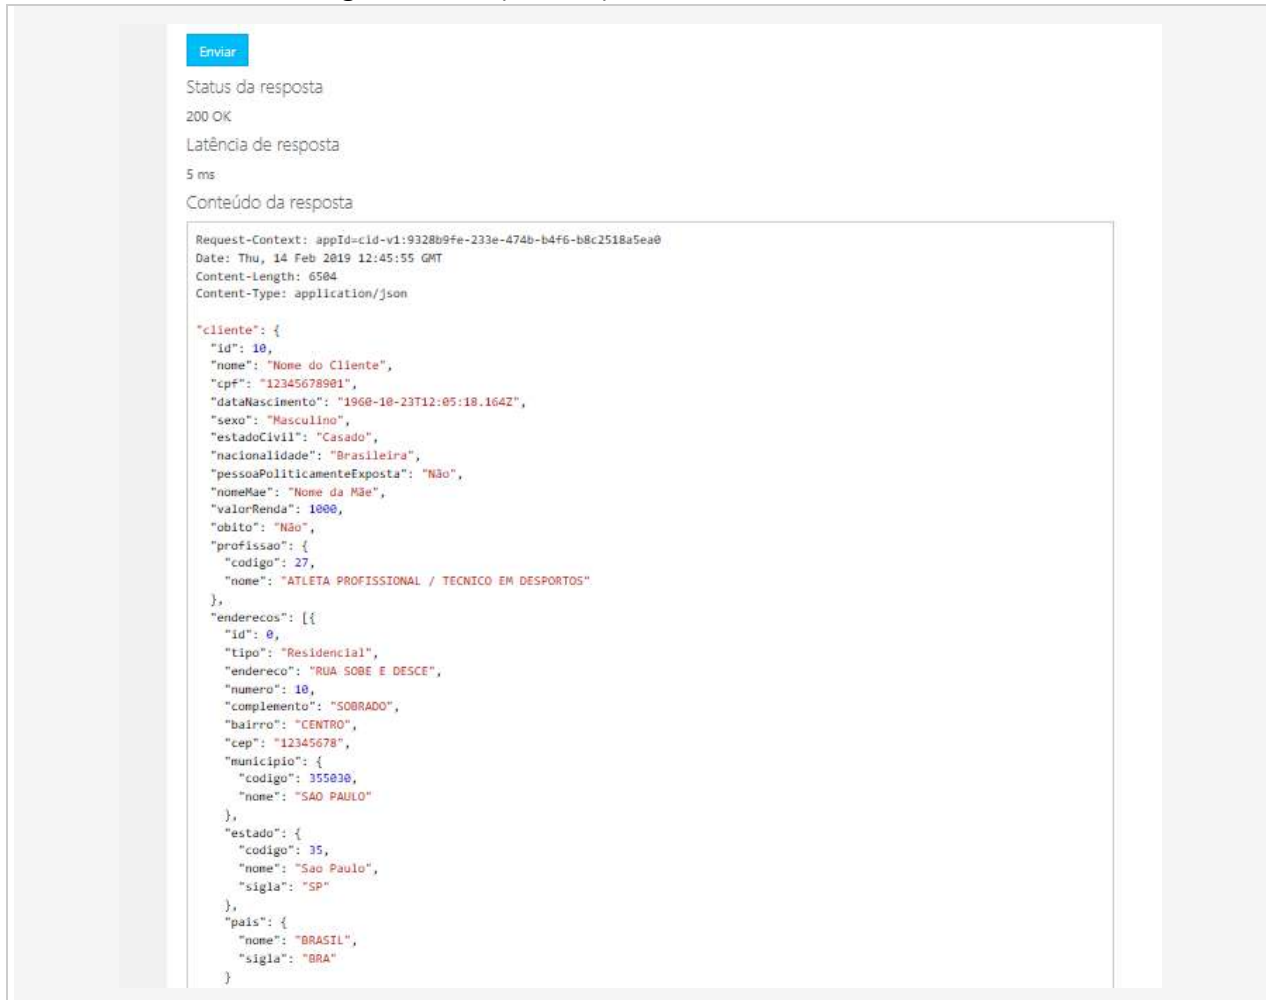 Enviar
Status da resposta
200 OK
Latência de resposta
5 ms
Conteúdo da resposta
Request-Context: appId=cid-v1:9328b9fe-233e-474b-b4f6-b8c2518a5ea0
Date: Thu, 14 Feb 2019 12:45:55 GMT
Content-Length: 6504
Content-Type: application/json
"cliente": {
"id": 10,
"nome": "Nome do Cliente",
"cpf": "12345678901",
"dataNascimento": "1960-10-23T12:05:18.164Z",
"sexo": "Masculino",
"estadoCivil": "Casado",
"nacionalidade": "Brasileira",
"pessoaPoliticamenteExposta": "Não",
"nomeMae": "Nome da Mãe",
"valorRenda": 1000,
"obito": "Não",
"profissao": {
"codigo": 27,
"nome": "ATLETA PROFISSIONAL / TECNICO EM DESPORTOS"
},
"enderecos": [{
"id": 0,
"tipo": "Residencial",
"endereco": "RUA SOBE E DESCE",
"numero": 10,
"complemento": "SOBRADO",
"bairro": "CENTRO",
"cep": "12345678",
"municipio": {
"codigo": 355030,
"nome": "SAO PAULO"
},
"estado": {
"codigo": 35,
"nome": "Sao Paulo",
"sigla": "SP"
},
"pais": {
"nome": "BRASIL",
"sigla": "BRA"
}